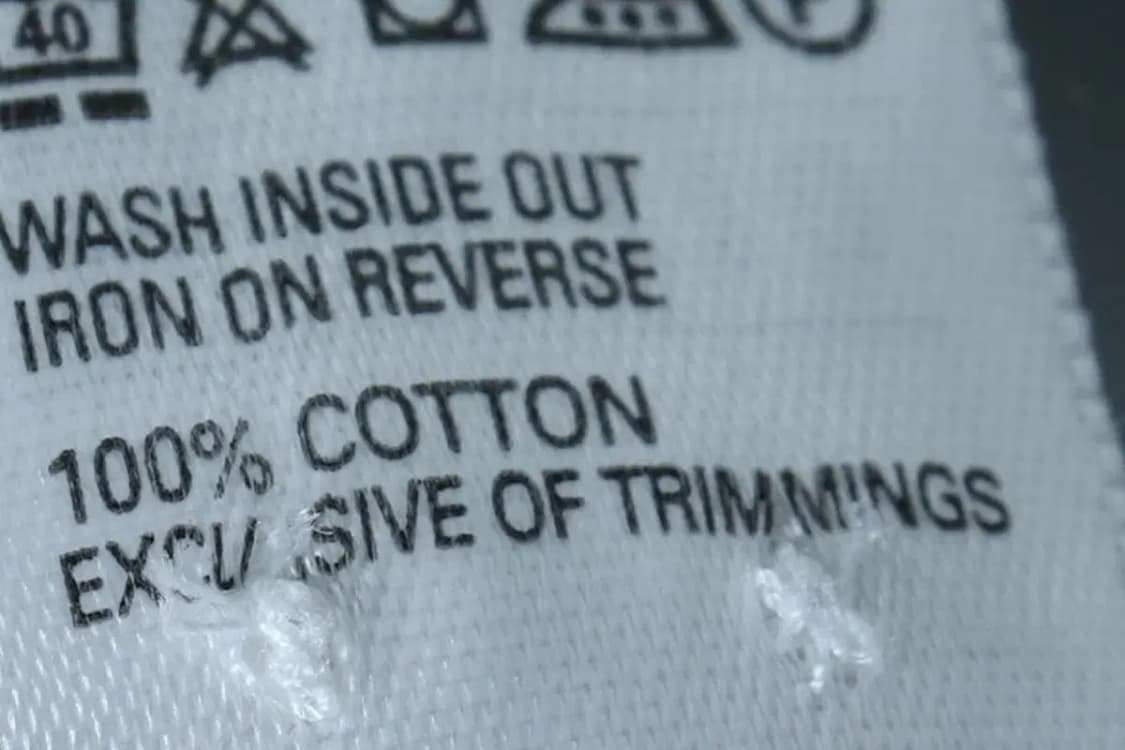 40
P
WASH INSIDE OUT
IRON ON REVERSE
100% COTTON
EXCLUSIVE OF TRIMMINGS